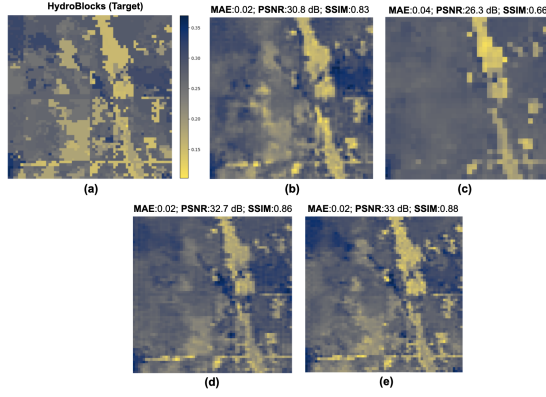 HydroBlocks (Target)
MAE:0.02; PSNR:30.8 dB; SSIM:0.83
MAE:0.04; PSNR:26.3 dB; SSIM:0.66
0.35
0.30
0.25
0.20
0.15
(a)
(b)
(c)
MAE:0.02; PSNR:32.7 dB; SSIM:0.86
MAE:0.02; PSNR:33 dB; SSIM:0.88
(d)
(e)